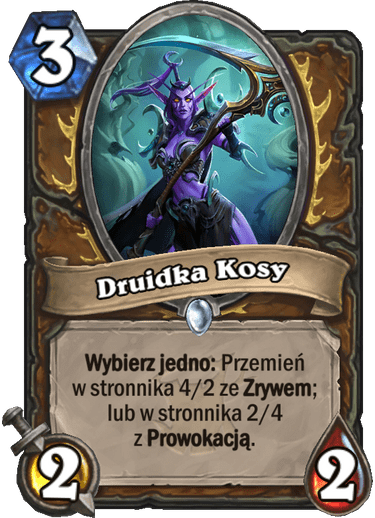 3
Druidka Kosy
Wybierz jedno: Przemień
w stronnika 4/2 ze Zrywem;
lub w stronnika 2/4
z Prowokacją.
2
2